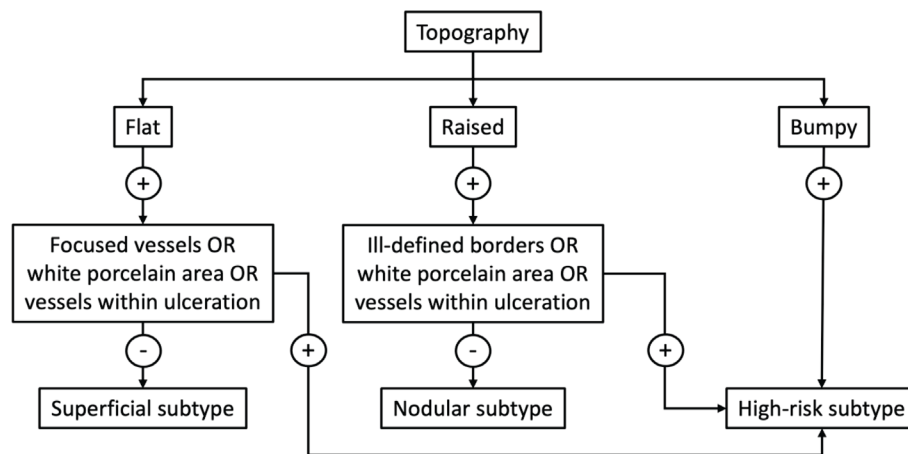 Topography
Flat
Raised
Bumpy
+
+
+
Focused vessels OR
white porcelain area OR
vessels within ulceration
Ill-defined borders OR
white porcelain area OR
vessels within ulceration
-
+
-
+
Superficial subtype
Nodular subtype
High-risk subtype